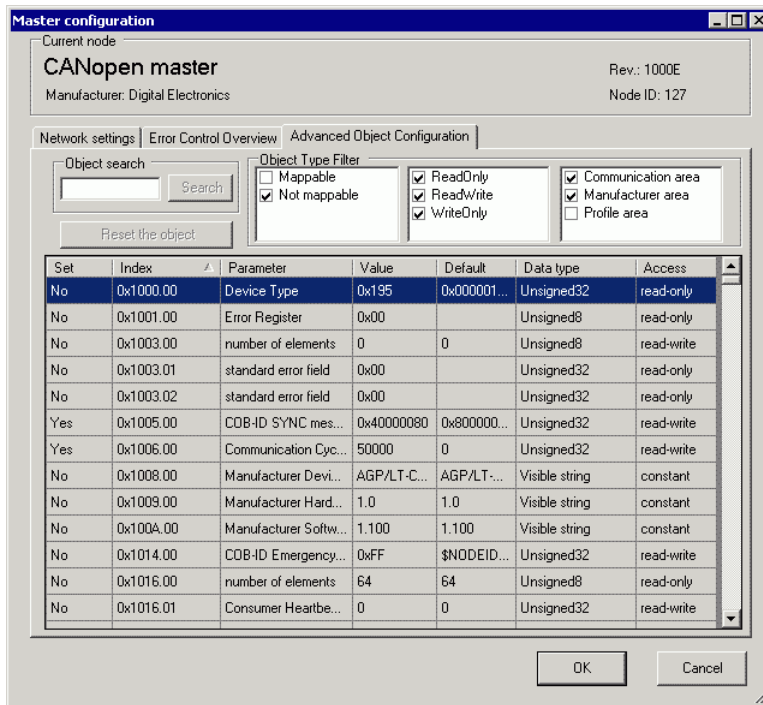 Master configuration
Current node
CANopen master
Rev.: 1000E
Manufacturer: Digital Electronics
Node ID: 127
Network settings Error Control Overview Advanced Object Configuration
Object search
Search
Reset the object
Object Type Filter
Mappable
Not mappable
ReadOnly
ReadWrite
WriteOnly
Communication area
Manufacturer area
Profile area
Set Index Parameter Value Default Data type Access
No 0x1000.00 Device Type 0x195 0x000001... Unsigned32 read-only
No 0x1001.00 Error Register 0x00 Unsigned8 read-only
No 0x1003.00 number of elements 0 0 Unsigned8 read-write
No 0x1003.01 standard error field 0x00 Unsigned32 read-only
No 0x1003.02 standard error field 0x00 Unsigned32 read-only
Yes 0x1005.00 COB-ID SYNC mes... 0x40000080 0x800000... Unsigned32 read-write
Yes 0x1006.00 Communication Cyc... 50000 0 Unsigned32 read-write
No 0x1008.00 Manufacturer Devi... AGP/LT-C... AGP/LT-... Visible string constant
No 0x1009.00 Manufacturer Hard... 1.0 1.0 Visible string constant
No 0x100A.00 Manufacturer Softw... 1.100 1.100 Visible string constant
No 0x1014.00 COB-ID Emergency... 0xFF $NODEID... Unsigned32 read-write
No 0x1016.00 number of elements 64 64 Unsigned8 read-only
No 0x1016.01 Consumer Heartbe... 0 0 Unsigned32 read-write
OK Cancel